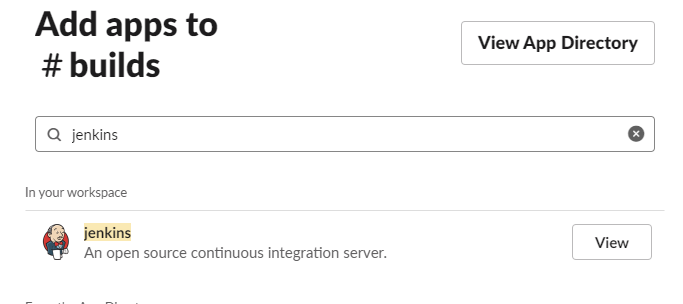 Add apps to
# builds
View App Directory
jenkins
In your workspace
jenkins
An open source continuous integration server.
View